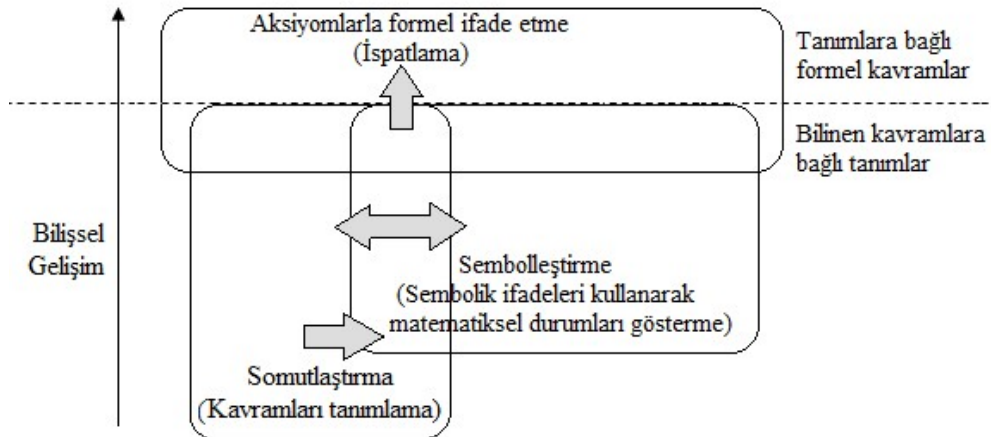 Aksiyomlarla formel ifade etme
(İspatlama)
Tanımlara bağlı
formel kavramlar
Bilinen kavramlara
bağlı tanımlar
Bilişsel
Gelişim
Sembolleştirme
(Sembolik ifadeleri kullanarak
matematiksel durumları gösterme)
Somutlaştırma
(Kavramları tanımlama)